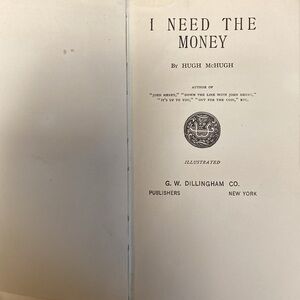 I NEED THE
MONEY
BY HUGH McHUGH
AUTHOR OF
"JOHN HENRY," "DOWN THE LINE WITH JOHN HENRY,"
"IT'S UP TO YOU," "OUT FOR THE COIN," ETC.
ILLUSTRATED
G. W. DILLINGHAM CO.
PUBLISHERS NEW YORK